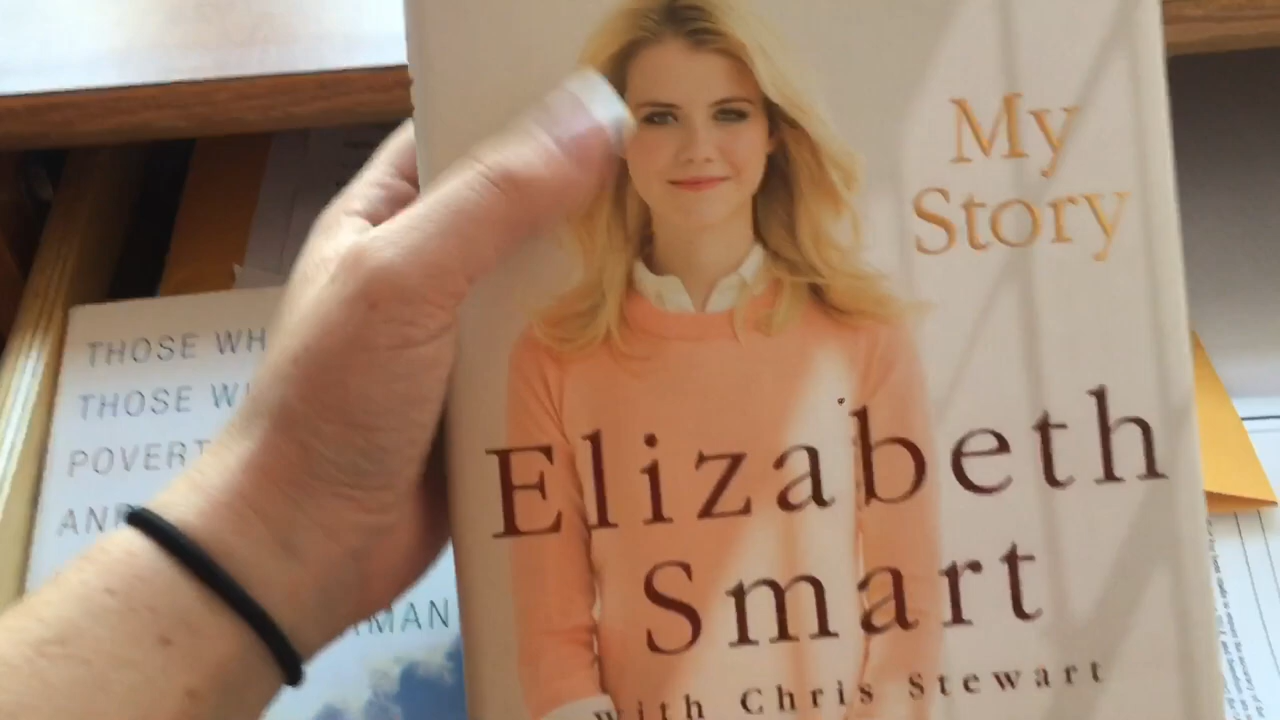 My
Story
Elizabeth
Smart
with Chris Stewart
THOSE WH
THOSE W
POVERT
AN
MAN